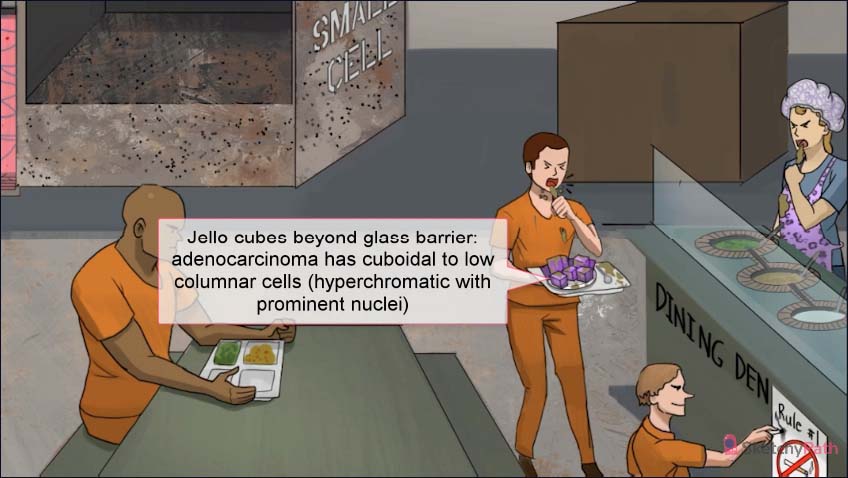 SMALL
CELL
Jello cubes beyond glass barrier:
adenocarcinoma has cuboidal to low
columnar cells (hyperchromatic with
prominent nuclei)
DINING DEN
Rule #1
SketchyPath